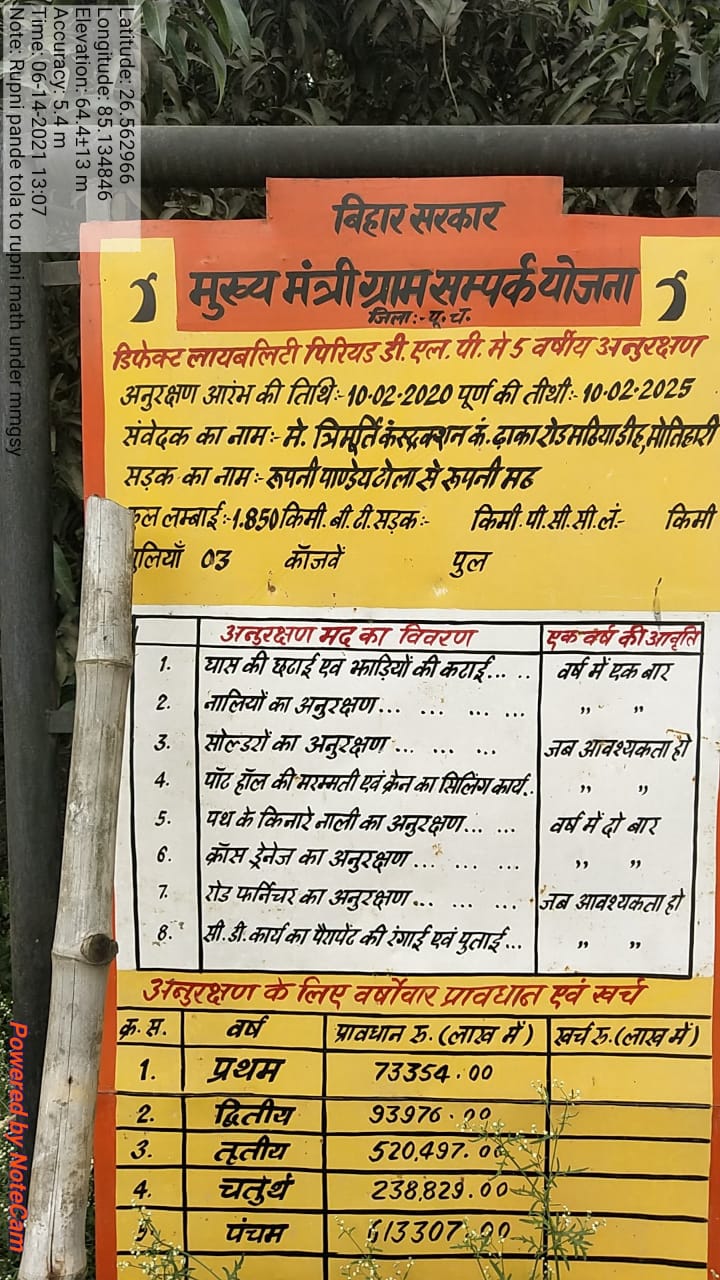 Latitude: 26.562966
Longitude: 85.134846
Elevation: 64.4±13 m
Accuracy: 5.4 m
Time: 06-14-2021 13:07
Note: Rupni pande tola to rupni math under mmgsy
बिहार सरकार
मुख्य मंत्री ग्राम सम्पर्क योजना
जिला:- पू. चं.
डिफेक्ट लायबलिटी पिरियड डी. एल. पी. मे 5 वर्षीय अनुरक्षण
अनुरक्षण आरंभ की तिथि:- 10-02-2020 पूर्ण की तीथी:- 10-02-2025
संवेदक का नाम:- मे. त्रिमूर्ति कंस्ट्रक्शन कं. ढ़ाका रोड मढियाडीह, मोतिहारी
सड़क का नाम:- रूपनी पाण्डेय टोला से रूपनी मठ
कुल लम्बाई:-1.850 किमी. बी. टी. सड़क:- किमी. पी. सी. सी. लं.- किमी
पुलियाँ 03 कॉजवें पुल
अनुरक्षण मद का विवरण एक वर्ष की आवृति
1. घास की छटाई एवं झाड़ियों की कटाई... .. वर्ष में एक बार
2. नालियों का अनुरक्षण... ... ... ... ,, ,,
3. सोल्डरों का अनुरक्षण ... ... ... जब आवश्यकता हो
4. पॉट हॉल की मरम्मती एवं क्रेन का सिलिंग कार्य.. ,, ,,
5. पथ के किनारे नाली का अनुरक्षण... ... वर्ष में दो बार
6. क्रॉस ड्रेनेज का अनुरक्षण ... ... ... ,, ,,
7. रोड फर्निचर का अनुरक्षण ... ... ... जब आवश्यकता हो
8. सी. डी. कार्य का पैरापेट की रंगाई एवं पुताई... ,, ,,
अनुरक्षण के लिए वर्षोवार प्रावधान एवं खर्च
क्र. स. वर्ष प्रावधान रु. (लाख में) खर्च रु. (लाख में)
1. प्रथम 73354.00
2. द्वितीय 93976.00
3. तृतीय 520,497.00
4. चतुर्थ 238,829.00
5. पंचम 613307.00
Powered by NoteCam